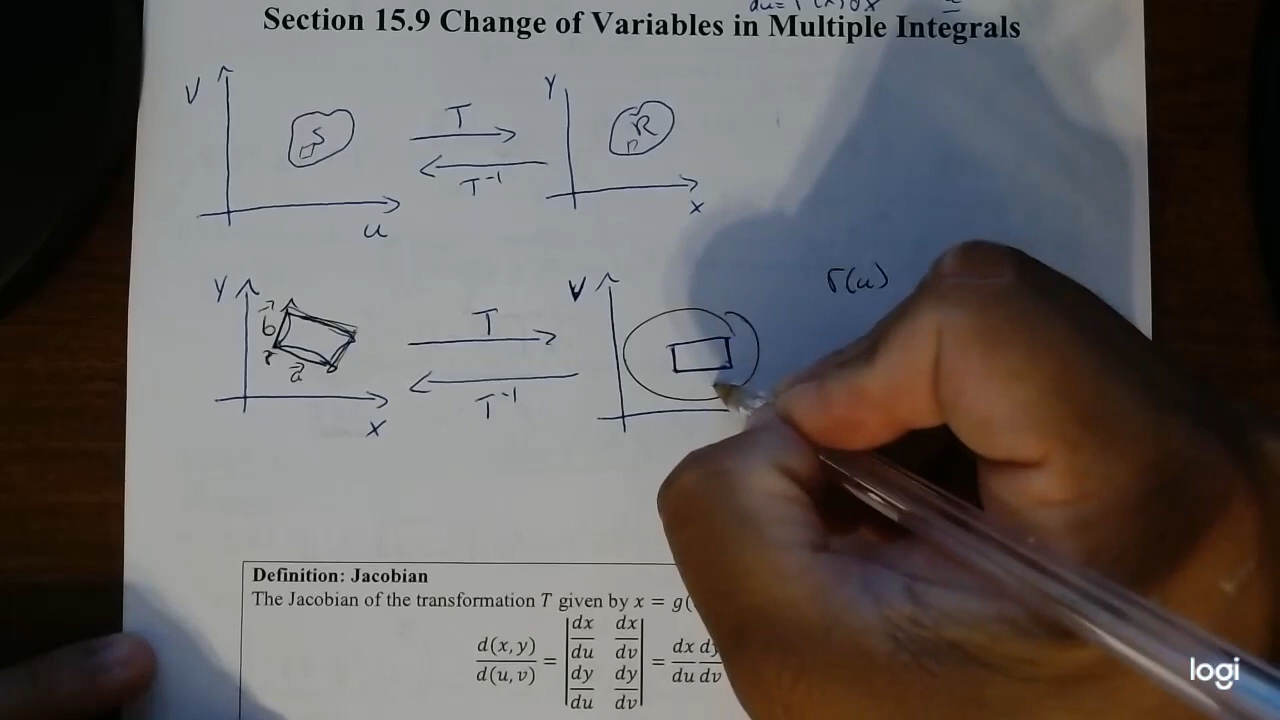 Section 15.9 Change of Variables in Multiple Integrals
V S u T T⁻¹ Y R x
Y b⃗ r a⃗ x T T⁻¹ V r(u)
Definition: Jacobian
The Jacobian of the transformation T given by x = g(
d(x, y)/d(u, v) = |dx/du dx/dv dy/du dy/dv| = dx/du dy/dv
logi